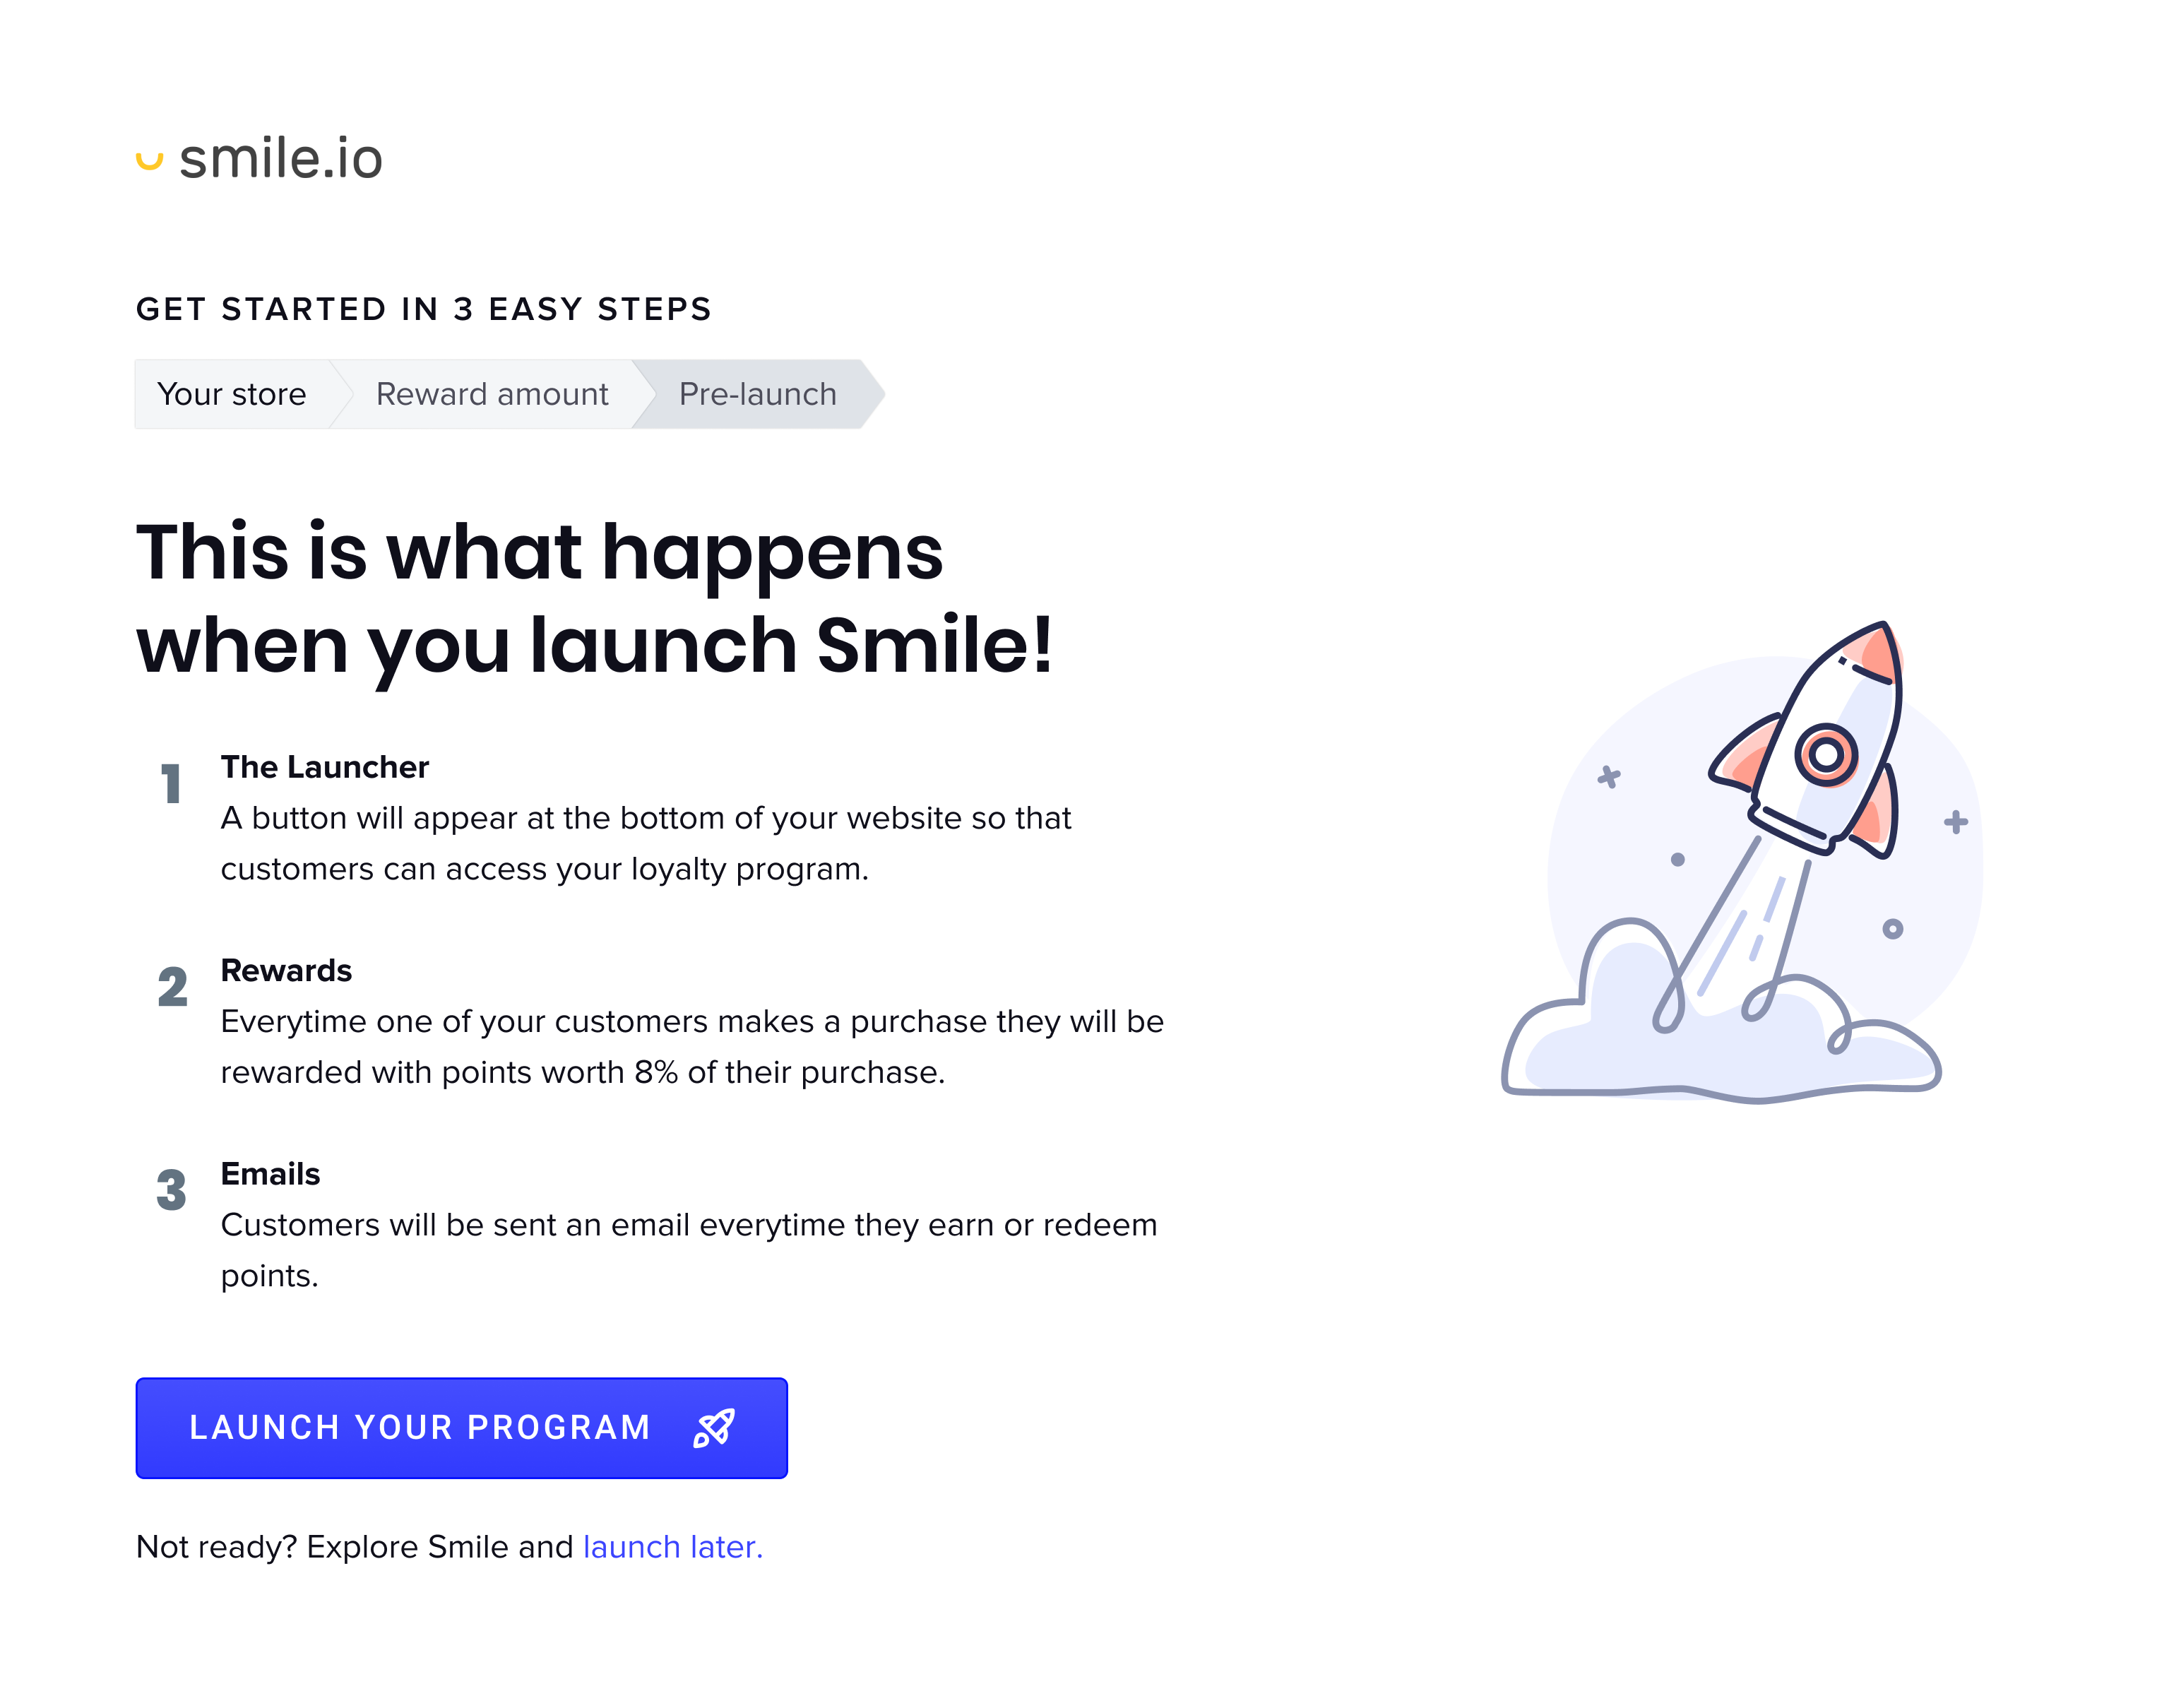 smile.io
GET STARTED IN 3 EASY STEPS
Your store
Reward amount
Pre-launch
This is what happens
when you launch Smile!
1
The Launcher
A button will appear at the bottom of your website so that
customers can access your loyalty program.
2
Rewards
Everytime one of your customers makes a purchase they will be
rewarded with points worth 8% of their purchase.
3
Emails
Customers will be sent an email everytime they earn or redeem
points.
LAUNCH YOUR PROGRAM
Not ready? Explore Smile and launch later.